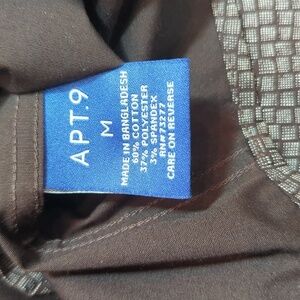 APT.9
M
MADE IN BANGLADESH
60% COTTON
37% POLYESTER
3% SPANDEX
RN#73277
CARE ON REVERSE